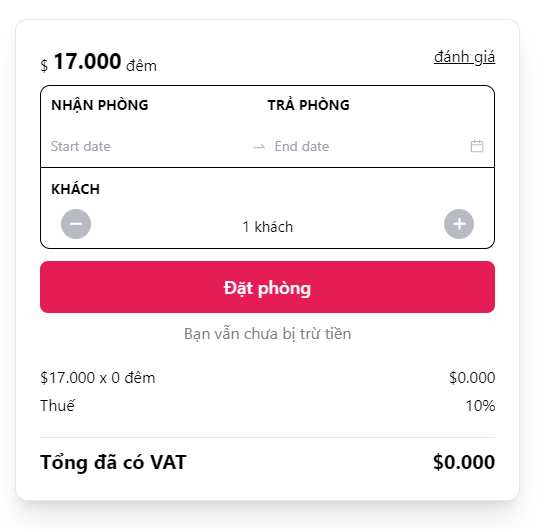 $ 17.000 đêm đánh giá
NHẬN PHÒNG TRẢ PHÒNG
Start date → End date
KHÁCH
− 1 khách +
Đặt phòng
Bạn vẫn chưa bị trừ tiền
$17.000 x 0 đêm $0.000
Thuế 10%
Tổng đã có VAT $0.000